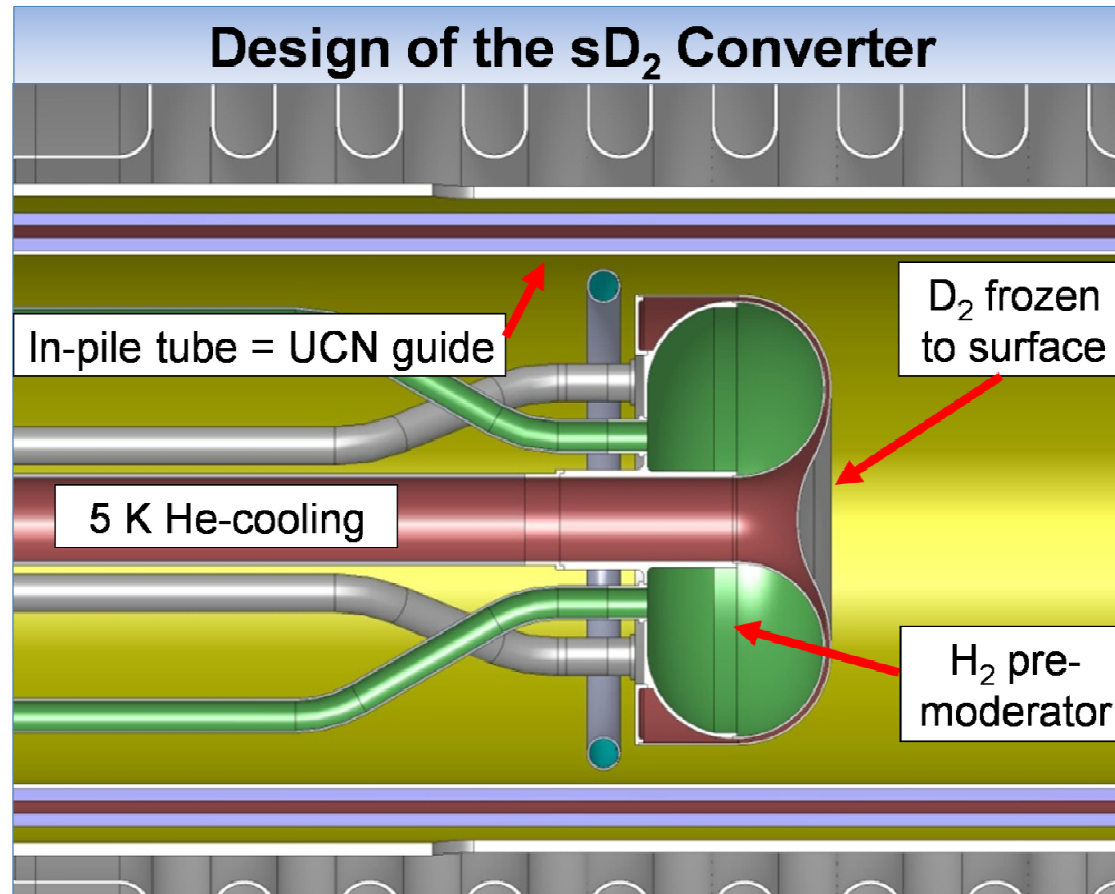 Design of the sD₂ Converter
In-pile tube = UCN guide
D₂ frozen
to surface
5 K He-cooling
H₂ pre-
moderator